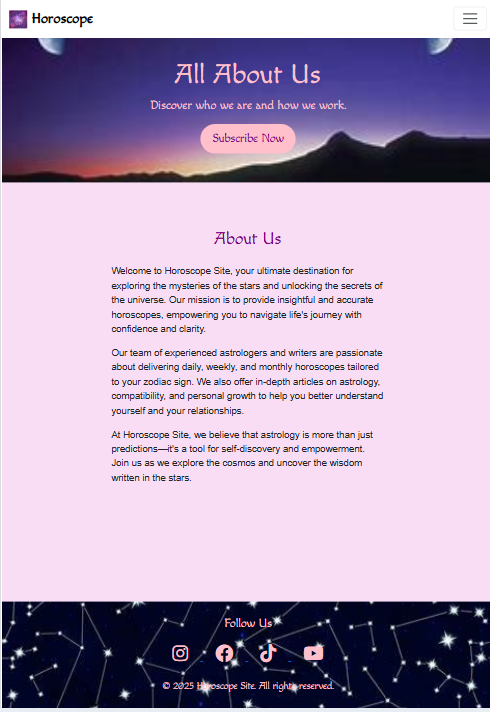 Horoscope
All About Us
Discover who we are and how we work.
Subscribe Now
About Us
Welcome to Horoscope Site, your ultimate destination for
exploring the mysteries of the stars and unlocking the secrets of
the universe. Our mission is to provide insightful and accurate
horoscopes, empowering you to navigate life's journey with
confidence and clarity.
Our team of experienced astrologers and writers are passionate
about delivering daily, weekly, and monthly horoscopes tailored
to your zodiac sign. We also offer in-depth articles on astrology,
compatibility, and personal growth to help you better understand
yourself and your relationships.
At Horoscope Site, we believe that astrology is more than just
predictions—it's a tool for self-discovery and empowerment.
Join us as we explore the cosmos and uncover the wisdom
written in the stars.
Follow Us
© 2025 Horoscope Site. All rights reserved.